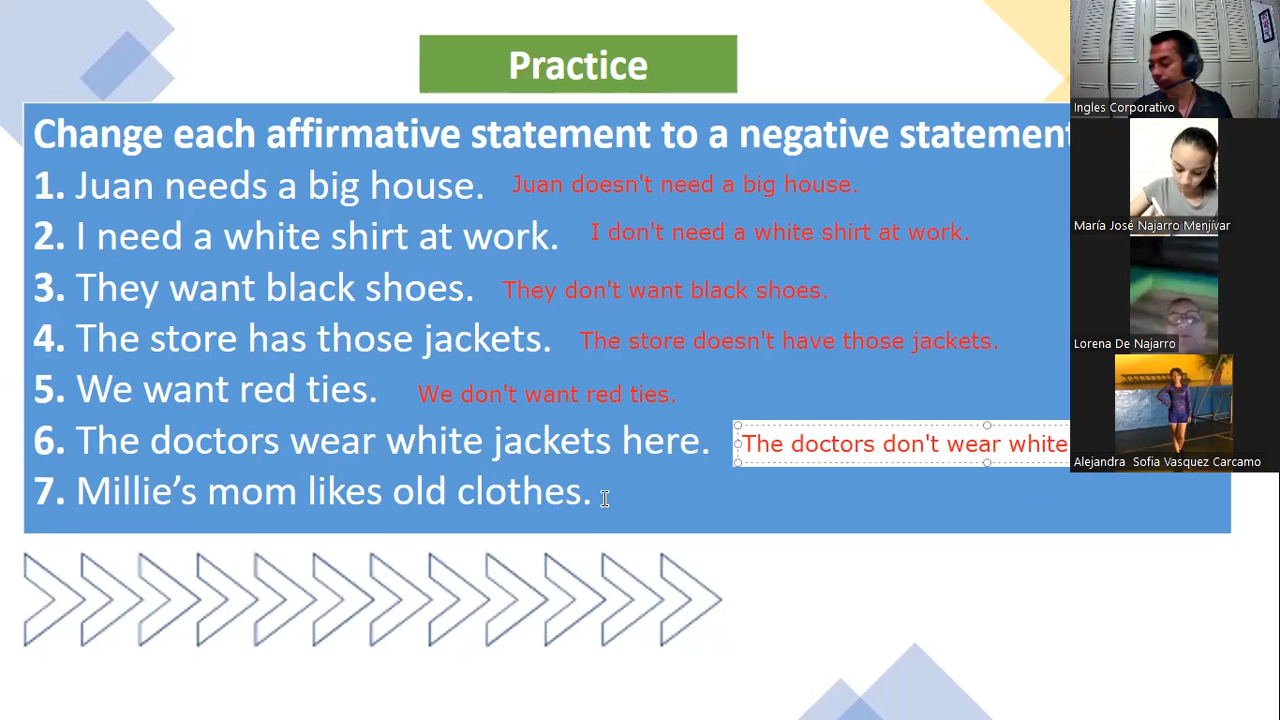 Practice
Change each affirmative statement to a negative statement
1. Juan needs a big house. Juan doesn't need a big house.
2. I need a white shirt at work. I don't need a white shirt at work.
3. They want black shoes. They don't want black shoes.
4. The store has those jackets. The store doesn't have those jackets.
5. We want red ties. We don't want red ties.
6. The doctors wear white jackets here. The doctors don't wear white
7. Millie’s mom likes old clothes.
Ingles Corporativo
María José Najarro Menjivar
Lorena De Najarro
Alejandra Sofia Vasquez Carcamo